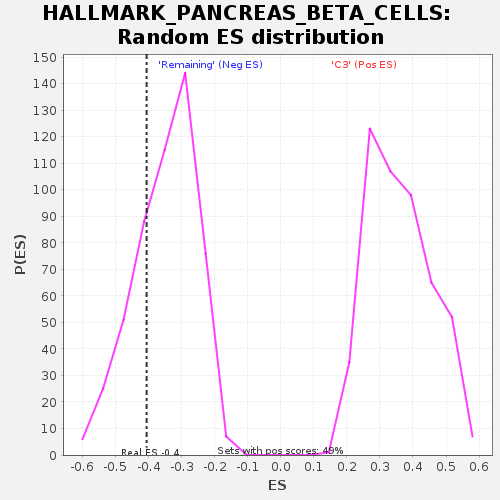 HALLMARK_PANCREAS_BETA_CELLS:
Random ES distribution
'Remaining' (Neg ES)
'C3' (Pos ES)
150
140
130
120
110
100
90
80
70
60
50
40
30
20
10
0
P(ES)
Real ES -0.4
Sets with pos scores: 49%
-0.6 -0.5 -0.4 -0.3 -0.2 -0.1 0.0 0.1 0.2 0.3 0.4 0.5 0.6
ES